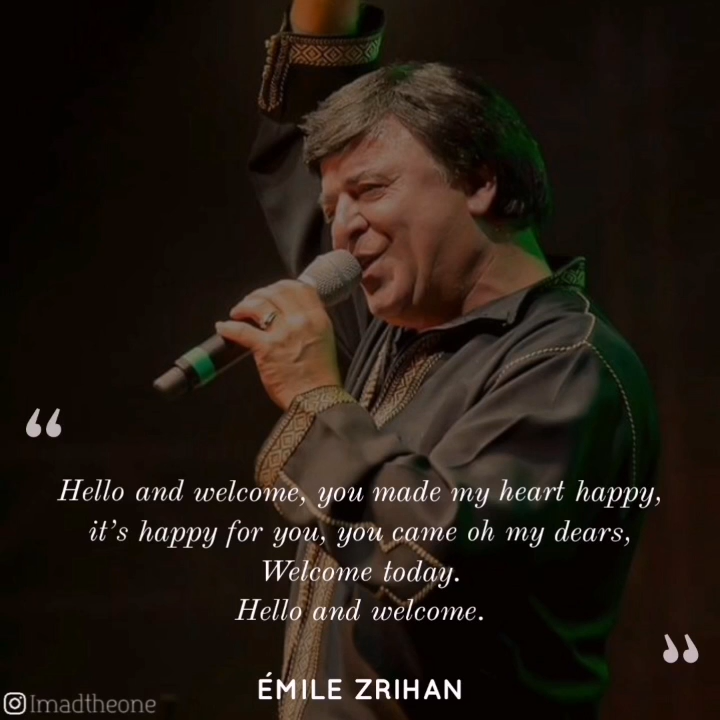 “
Hello and welcome, you made my heart happy,
it’s happy for you, you came oh my dears,
Welcome today.
Hello and welcome.
”
ÉMILE ZRIHAN
Imadtheone